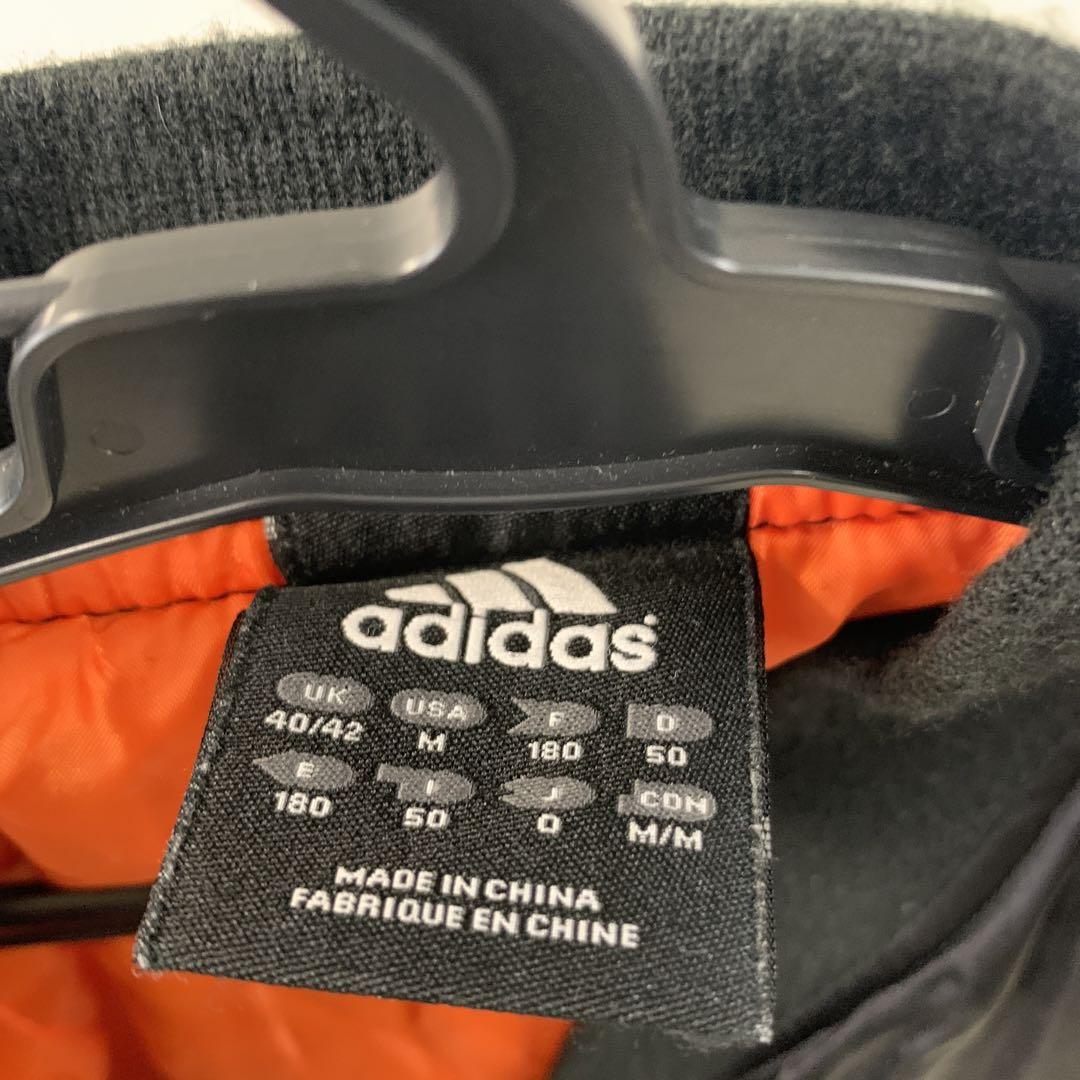 adidas
UK USA F D
40/42 M 180 50
E I J CDN
180 50 O M/M
MADE IN CHINA
FABRIQUE EN CHINE